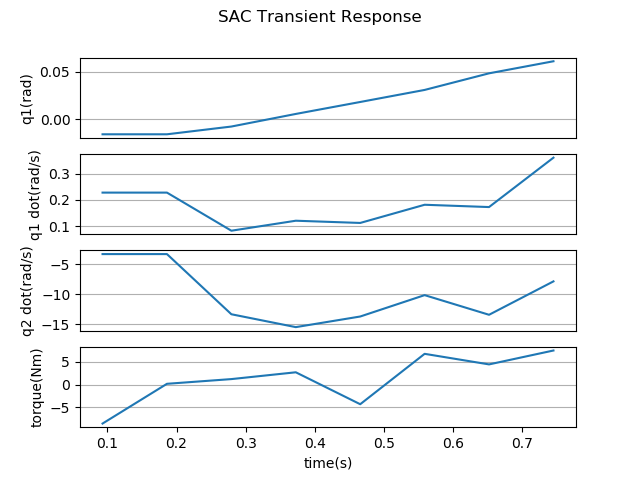 SAC Transient Response
q1(rad)
0.05
0.00
q1 dot(rad/s)
0.3
0.2
0.1
q2 dot(rad/s)
−5
−10
−15
torque(Nm)
5
0
−5
0.1 0.2 0.3 0.4 0.5 0.6 0.7
time(s)